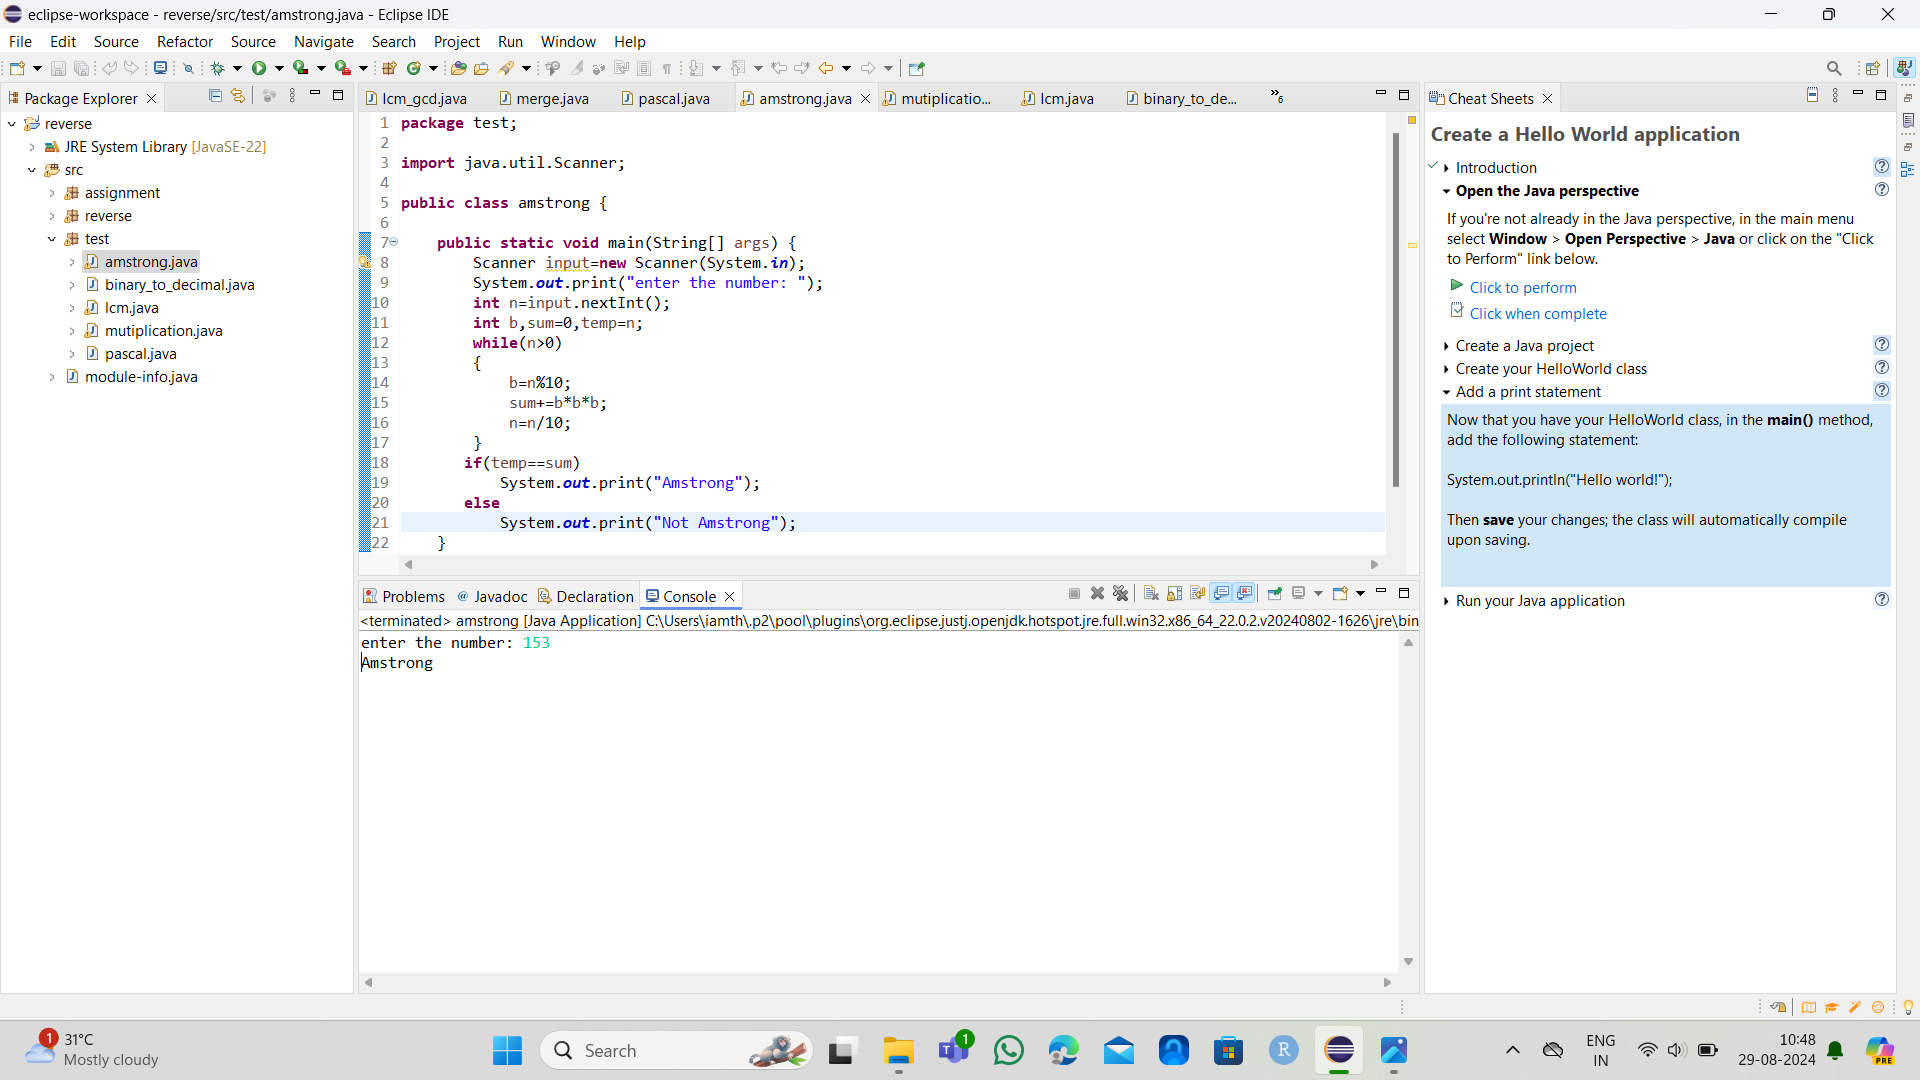 eclipse-workspace - reverse/src/test/amstrong.java - Eclipse IDE
File Edit Source Refactor Source Navigate Search Project Run Window Help
Package Explorer
reverse
JRE System Library [JavaSE-22]
src
assignment
reverse
test
amstrong.java
binary_to_decimal.java
lcm.java
mutiplication.java
pascal.java
module-info.java
lcm_gcd.java merge.java pascal.java amstrong.java mutiplicatio... lcm.java binary_to_de... »6
1 package test;
2
3 import java.util.Scanner;
4
5 public class amstrong {
6
7 public static void main(String[] args) {
8 Scanner input=new Scanner(System.in);
9 System.out.print("enter the number: ");
10 int n=input.nextInt();
11 int b,sum=0,temp=n;
12 while(n>0)
13 {
14 b=n%10;
15 sum+=b*b*b;
16 n=n/10;
17 }
18 if(temp==sum)
19 System.out.print("Amstrong");
20 else
21 System.out.print("Not Amstrong");
22 }
Problems Javadoc Declaration Console
<terminated> amstrong [Java Application] C:\Users\iamth\.p2\pool\plugins\org.eclipse.justj.openjdk.hotspot.jre.full.win32.x86_64_22.0.2.v20240802-1626\jre\bin
enter the number: 153
Amstrong
Cheat Sheets
Create a Hello World application
Introduction
Open the Java perspective
If you're not already in the Java perspective, in the main menu
select Window > Open Perspective > Java or click on the "Click
to Perform" link below.
Click to perform
Click when complete
Create a Java project
Create your HelloWorld class
Add a print statement
Now that you have your HelloWorld class, in the main() method,
add the following statement:
System.out.println("Hello world!");
Then save your changes; the class will automatically compile
upon saving.
Run your Java application
1
31°C
Mostly cloudy
Search
1
R
ENG
IN
10:48
29-08-2024
PRE